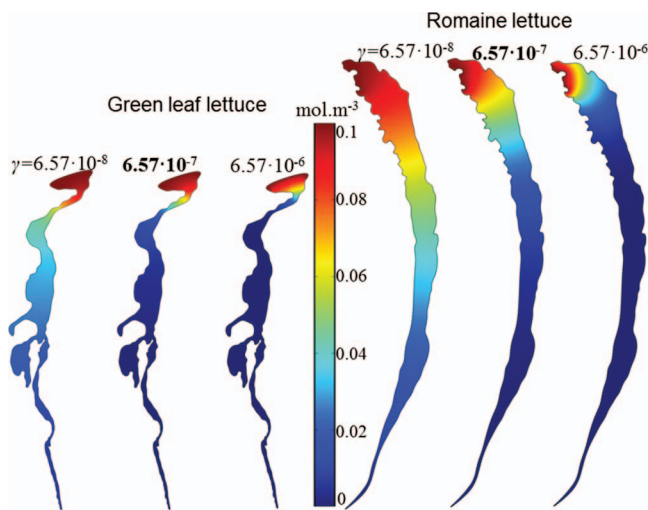 Romaine lettuce
γ=6.57·10-8 6.57·10-7 6.57·10-6
Green leaf lettuce
mol.m-3
γ=6.57·10-8 6.57·10-7 6.57·10-6
0.1
0.08
0.06
0.04
0.02
0